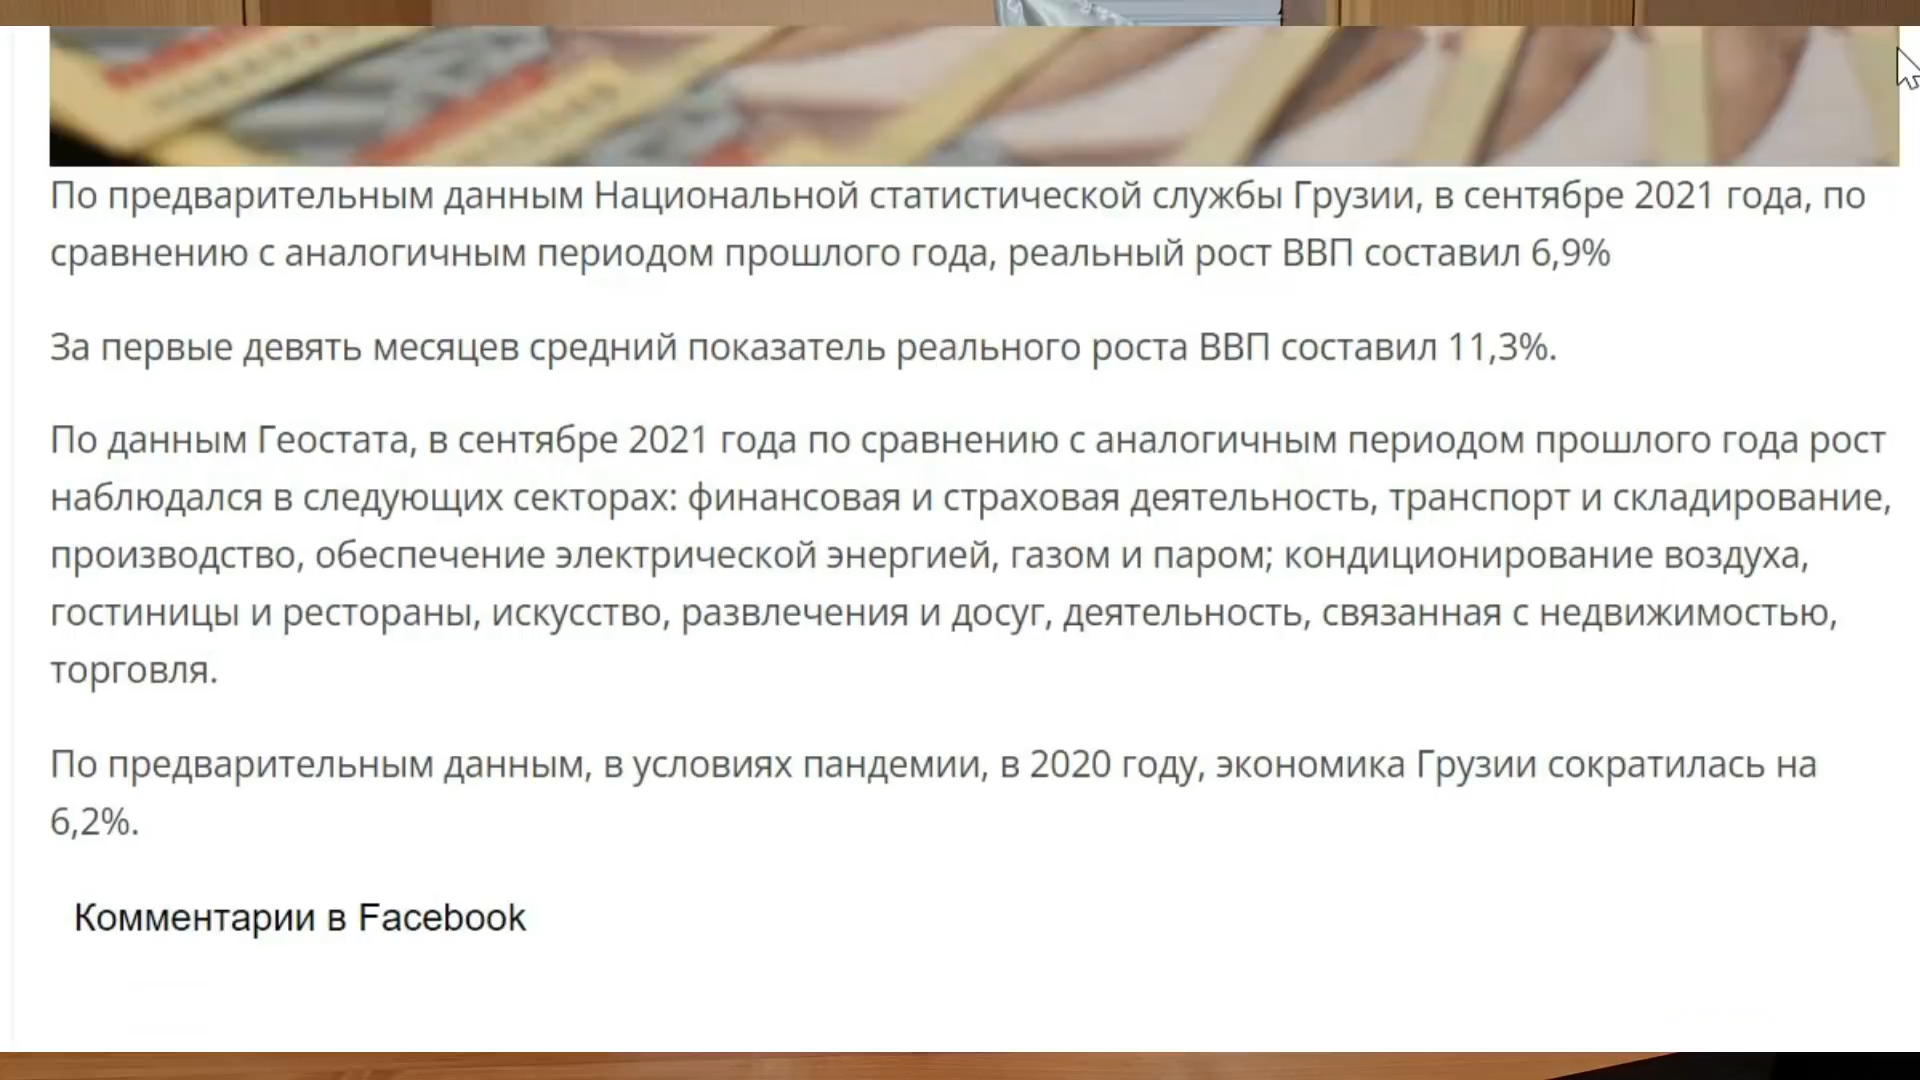 По предварительным данным Национальной статистической службы Грузии, в сентябре 2021 года, по
сравнению с аналогичным периодом прошлого года, реальный рост ВВП составил 6,9%
За первые девять месяцев средний показатель реального роста ВВП составил 11,3%.
По данным Геостата, в сентябре 2021 года по сравнению с аналогичным периодом прошлого года рост
наблюдался в следующих секторах: финансовая и страховая деятельность, транспорт и складирование,
производство, обеспечение электрической энергией, газом и паром; кондиционирование воздуха,
гостиницы и рестораны, искусство, развлечения и досуг, деятельность, связанная с недвижимостью,
торговля.
По предварительным данным, в условиях пандемии, в 2020 году, экономика Грузии сократилась на
6,2%.
Комментарии в Facebook